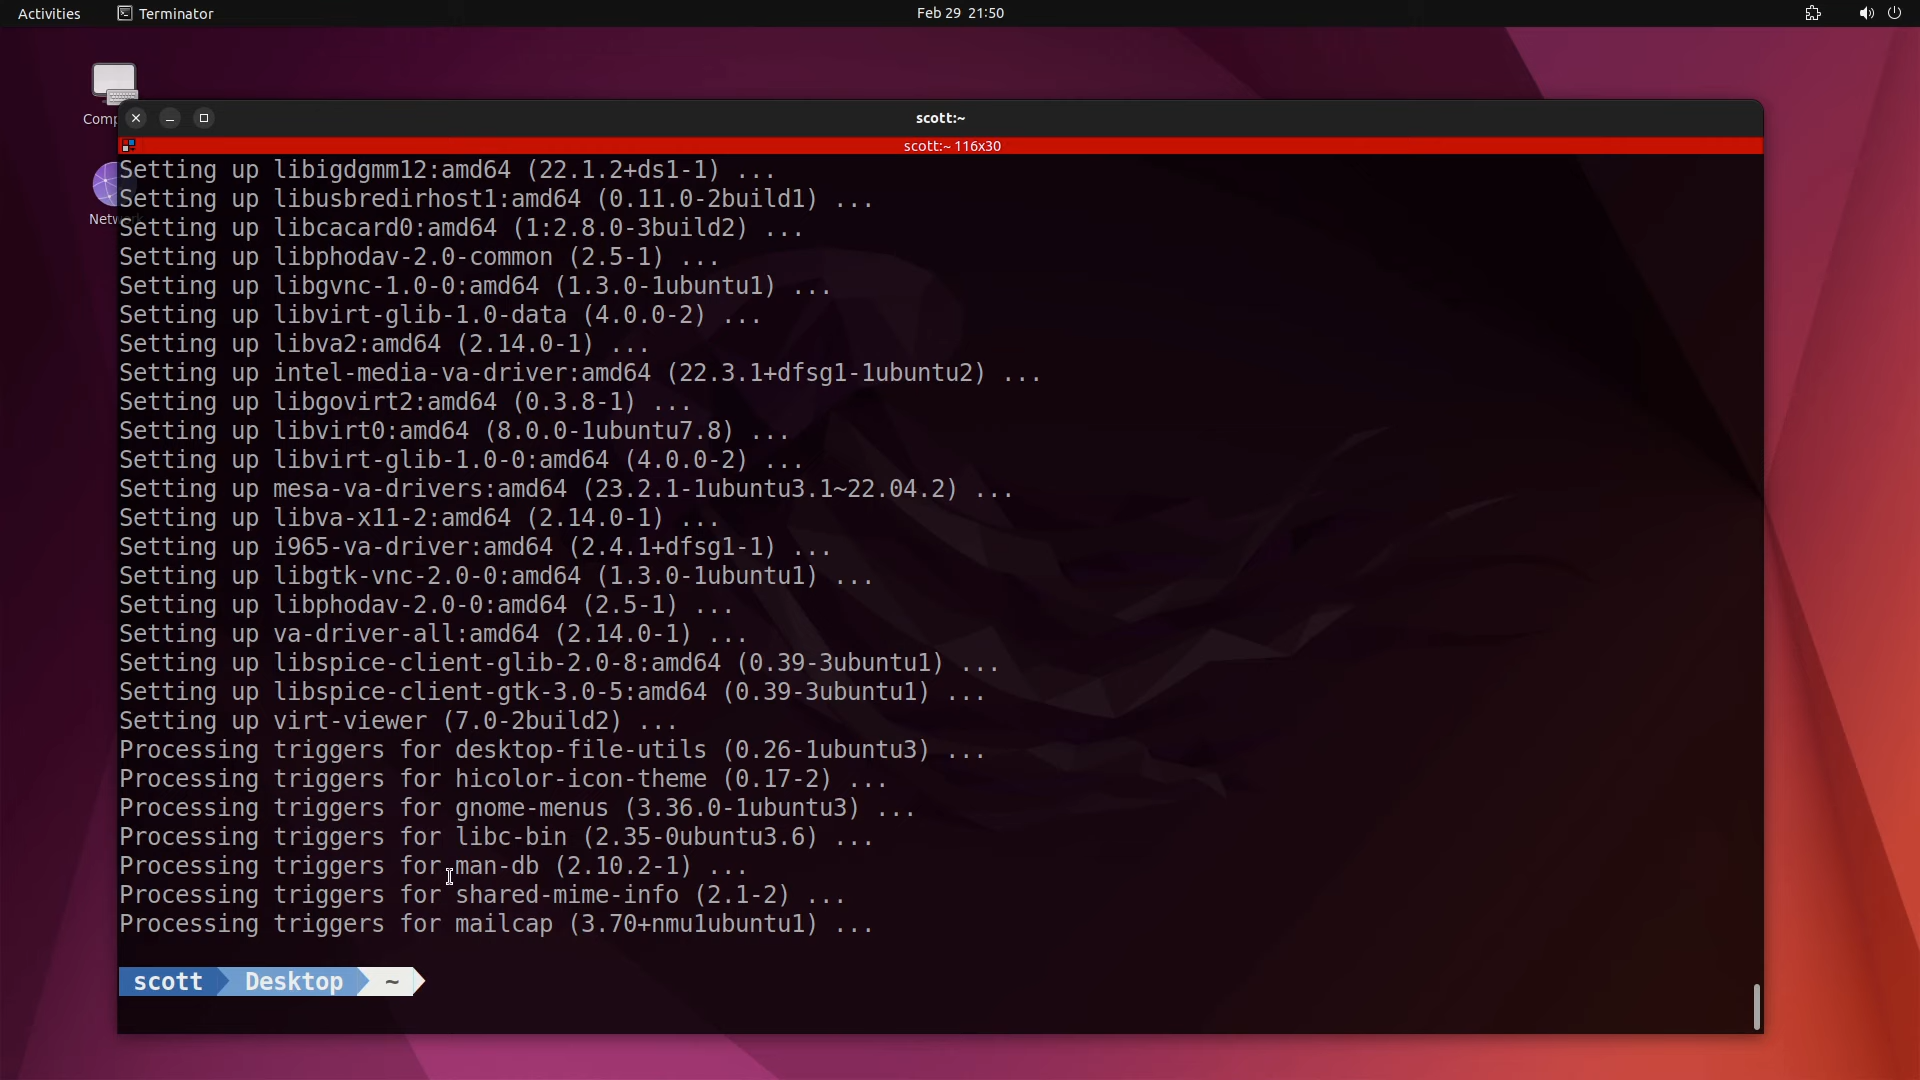 Activities
Terminator
Feb 29 21:50
Comp
Netw
scott:~
scott:~ 116x30
Setting up libigdgmm12:amd64 (22.1.2+ds1-1) ...
Setting up libusbredirhost1:amd64 (0.11.0-2build1) ...
Setting up libcacard0:amd64 (1:2.8.0-3build2) ...
Setting up libphodav-2.0-common (2.5-1) ...
Setting up libgvnc-1.0-0:amd64 (1.3.0-1ubuntu1) ...
Setting up libvirt-glib-1.0-data (4.0.0-2) ...
Setting up libva2:amd64 (2.14.0-1) ...
Setting up intel-media-va-driver:amd64 (22.3.1+dfsg1-1ubuntu2) ...
Setting up libgovirt2:amd64 (0.3.8-1) ...
Setting up libvirt0:amd64 (8.0.0-1ubuntu7.8) ...
Setting up libvirt-glib-1.0-0:amd64 (4.0.0-2) ...
Setting up mesa-va-drivers:amd64 (23.2.1-1ubuntu3.1~22.04.2) ...
Setting up libva-x11-2:amd64 (2.14.0-1) ...
Setting up i965-va-driver:amd64 (2.4.1+dfsg1-1) ...
Setting up libgtk-vnc-2.0-0:amd64 (1.3.0-1ubuntu1) ...
Setting up libphodav-2.0-0:amd64 (2.5-1) ...
Setting up va-driver-all:amd64 (2.14.0-1) ...
Setting up libspice-client-glib-2.0-8:amd64 (0.39-3ubuntu1) ...
Setting up libspice-client-gtk-3.0-5:amd64 (0.39-3ubuntu1) ...
Setting up virt-viewer (7.0-2build2) ...
Processing triggers for desktop-file-utils (0.26-1ubuntu3) ...
Processing triggers for hicolor-icon-theme (0.17-2) ...
Processing triggers for gnome-menus (3.36.0-1ubuntu3) ...
Processing triggers for libc-bin (2.35-0ubuntu3.6) ...
Processing triggers for man-db (2.10.2-1) ...
Processing triggers for shared-mime-info (2.1-2) ...
Processing triggers for mailcap (3.70+nmu1ubuntu1) ...
scott Desktop ~